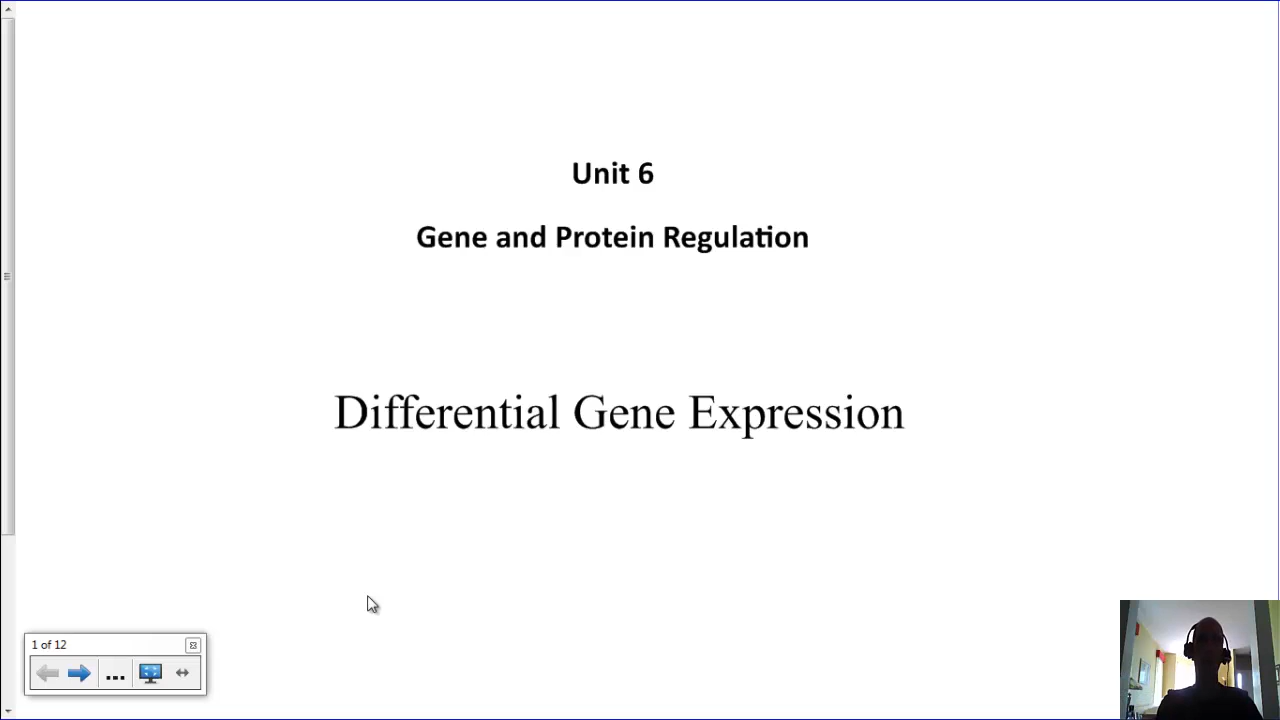 Unit 6
Gene and Protein Regulation
Differential Gene Expression
1 of 12
...